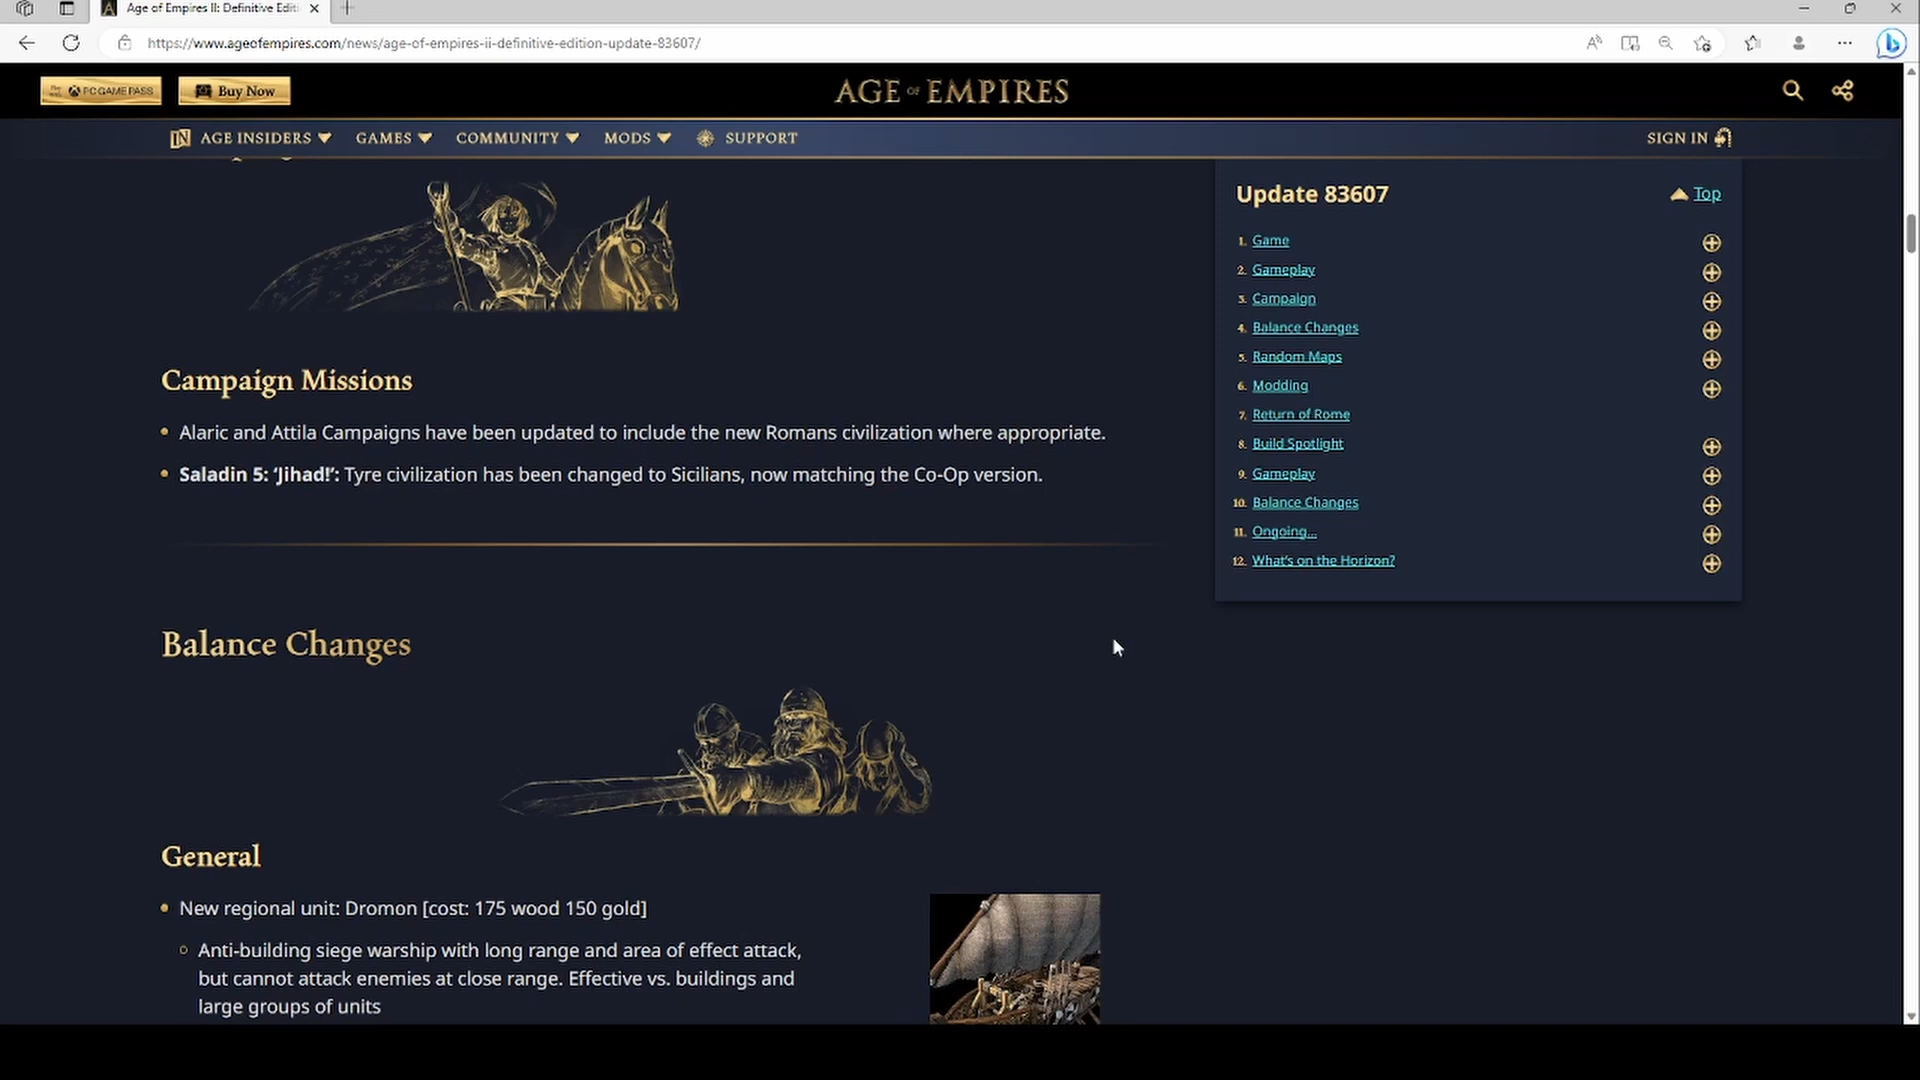 Age of Empires II: Definitive Editi
https://www.ageofempires.com/news/age-of-empires-ii-definitive-edition-update-83607/
PC GAME PASS
Buy Now
AGE OF EMPIRES
AGE INSIDERS
GAMES
COMMUNITY
MODS
SUPPORT
SIGN IN
Campaign Missions
• Alaric and Attila Campaigns have been updated to include the new Romans civilization where appropriate.
• Saladin 5: ‘Jihad!’: Tyre civilization has been changed to Sicilians, now matching the Co-Op version.
Balance Changes
General
• New regional unit: Dromon [cost: 175 wood 150 gold]
○ Anti-building siege warship with long range and area of effect attack,
but cannot attack enemies at close range. Effective vs. buildings and
large groups of units
Update 83607
Top
1. Game
2. Gameplay
3. Campaign
4. Balance Changes
5. Random Maps
6. Modding
7. Return of Rome
8. Build Spotlight
9. Gameplay
10. Balance Changes
11. Ongoing...
12. What's on the Horizon?